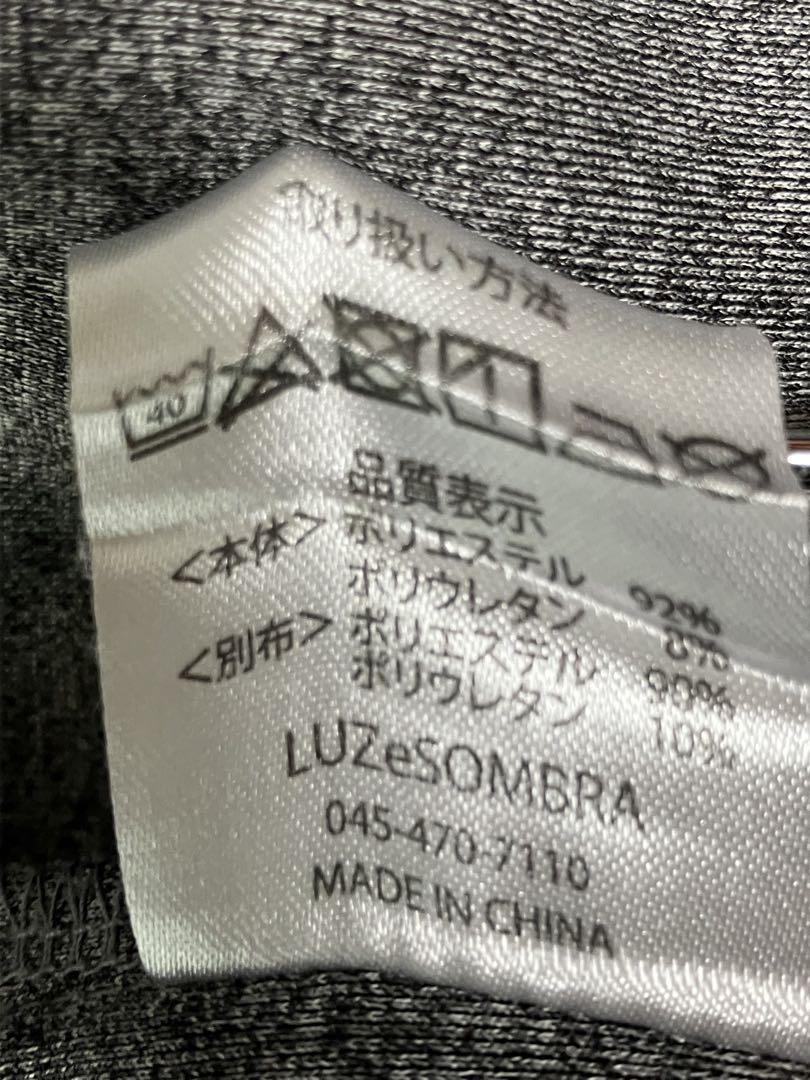 取り扱い方法
40
品質表示
<本体> ポリエステル 92%
ポリウレタン 8%
<別布> ポリエステル 90%
ポリウレタン 10%
LUZeSOMBRA
045-470-7110
MADE IN CHINA